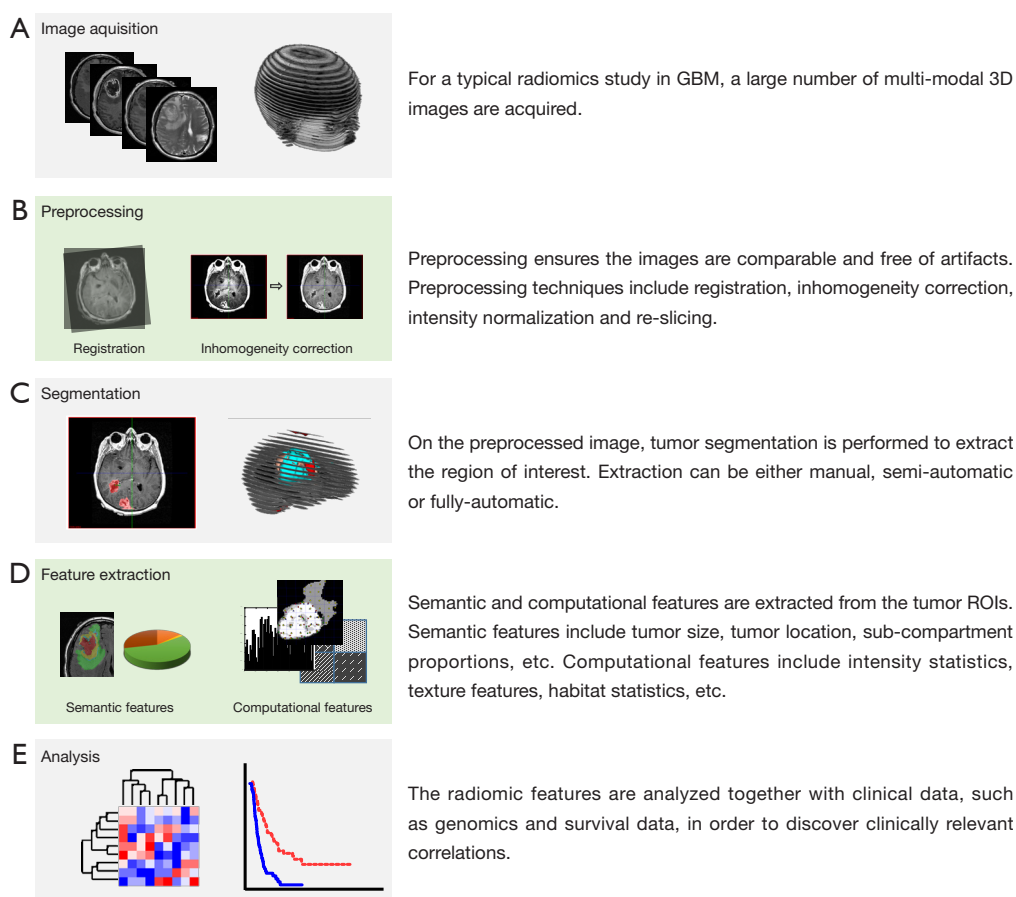 A
Image aquisition
For a typical radiomics study in GBM, a large number of multi-modal 3D
images are acquired.
B
Preprocessing
Registration
Inhomogeneity correction
Preprocessing ensures the images are comparable and free of artifacts.
Preprocessing techniques include registration, inhomogeneity correction,
intensity normalization and re-slicing.
C
Segmentation
On the preprocessed image, tumor segmentation is performed to extract
the region of interest. Extraction can be either manual, semi-automatic
or fully-automatic.
D
Feature extraction
Semantic features
Computational features
Semantic and computational features are extracted from the tumor ROIs.
Semantic features include tumor size, tumor location, sub-compartment
proportions, etc. Computational features include intensity statistics,
texture features, habitat statistics, etc.
E
Analysis
The radiomic features are analyzed together with clinical data, such
as genomics and survival data, in order to discover clinically relevant
correlations.